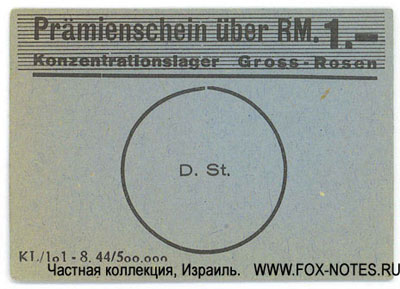 Prämienschein über RM. 1.—
Konzentrationslager Gross-Rosen
D. St.
KL/191 - 8. 44/500.000
Частная коллекция, Израиль. WWW.FOX-NOTES.RU